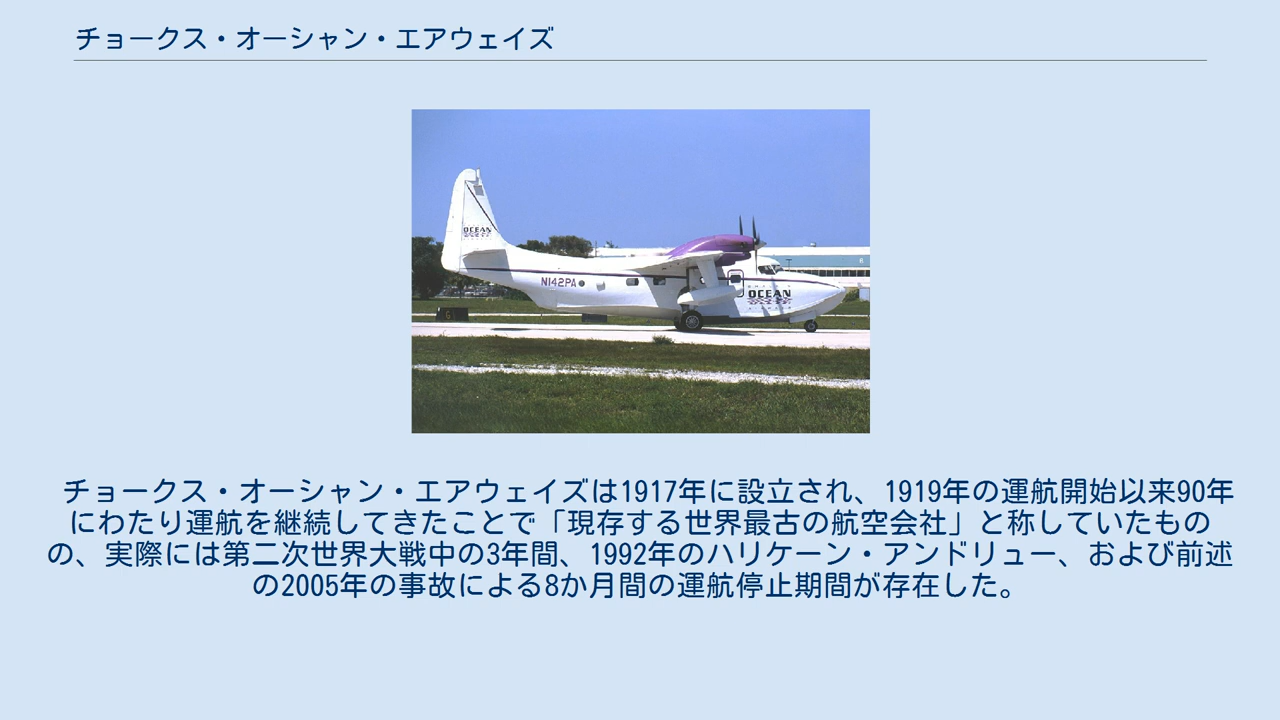 チョークス・オーシャン・エアウェイズ
OCEAN
N142PA
OCEAN
チョークス・オーシャン・エアウェイズは1917年に設立され、1919年の運航開始以来90年
にわたり運航を継続してきたことで「現存する世界最古の航空会社」と称していたもの
の、実際には第二次世界大戦中の3年間、1992年のハリケーン・アンドリュー、および前述
の2005年の事故による8か月間の運航停止期間が存在した。